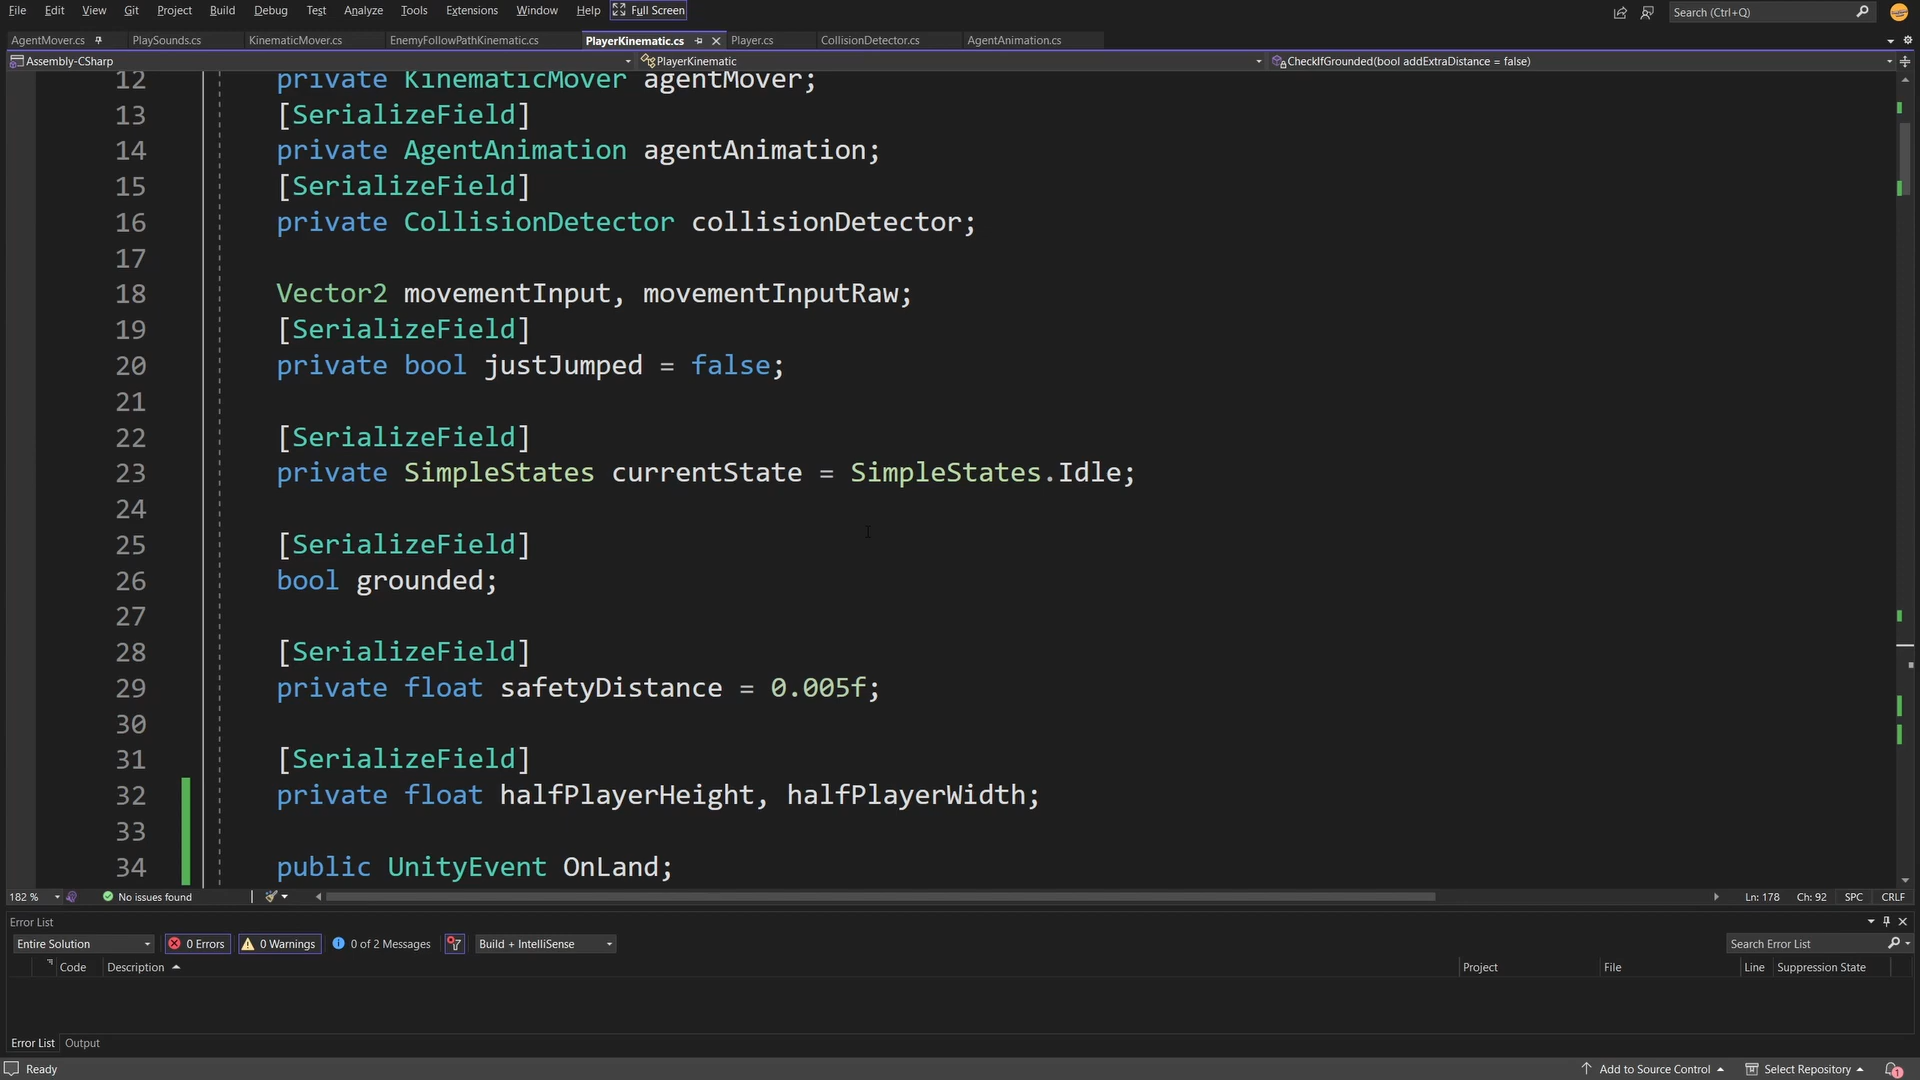 File Edit View Git Project Build Debug Test Analyze Tools Extensions Window Help Full Screen Search (Ctrl+Q)
AgentMover.cs PlaySounds.cs KinematicMover.cs EnemyFollowPathKinematic.cs PlayerKinematic.cs Player.cs CollisionDetector.cs AgentAnimation.cs
Assembly-CSharp PlayerKinematic CheckIfGrounded(bool addExtraDistance = false)
12 private KinematicMover agentMover;
13 [SerializeField]
14 private AgentAnimation agentAnimation;
15 [SerializeField]
16 private CollisionDetector collisionDetector;
17
18 Vector2 movementInput, movementInputRaw;
19 [SerializeField]
20 private bool justJumped = false;
21
22 [SerializeField]
23 private SimpleStates currentState = SimpleStates.Idle;
24
25 [SerializeField]
26 bool grounded;
27
28 [SerializeField]
29 private float safetyDistance = 0.005f;
30
31 [SerializeField]
32 private float halfPlayerHeight, halfPlayerWidth;
33
34 public UnityEvent OnLand;
182 % No issues found Ln: 178 Ch: 92 SPC CRLF
Error List
Entire Solution 0 Errors 0 Warnings 0 of 2 Messages Build + IntelliSense Search Error List
Code Description Project File Line Suppression State
Error List Output
Ready Add to Source Control Select Repository 1